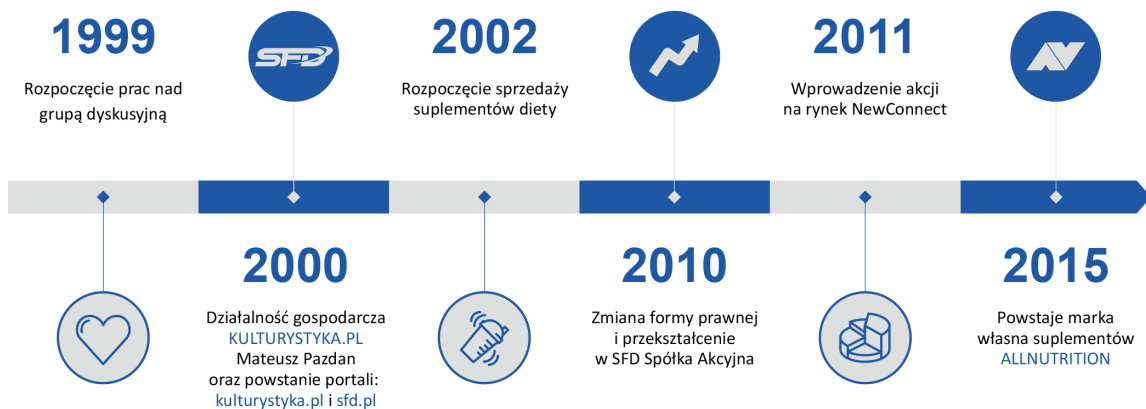 1999
Rozpoczęcie prac nad
grupą dyskusyjną
SFD
2000
Działalność gospodarcza
KULTURYSTYKA.PL
Mateusz Pazdan
oraz powstanie portali:
kulturystyka.pl i sfd.pl
2002
Rozpoczęcie sprzedaży
suplementów diety
2010
Zmiana formy prawnej
i przekształcenie
w SFD Spółka Akcyjna
2011
Wprowadzenie akcji
na rynek NewConnect
2015
Powstaje marka
własna suplementów
ALLNUTRITION